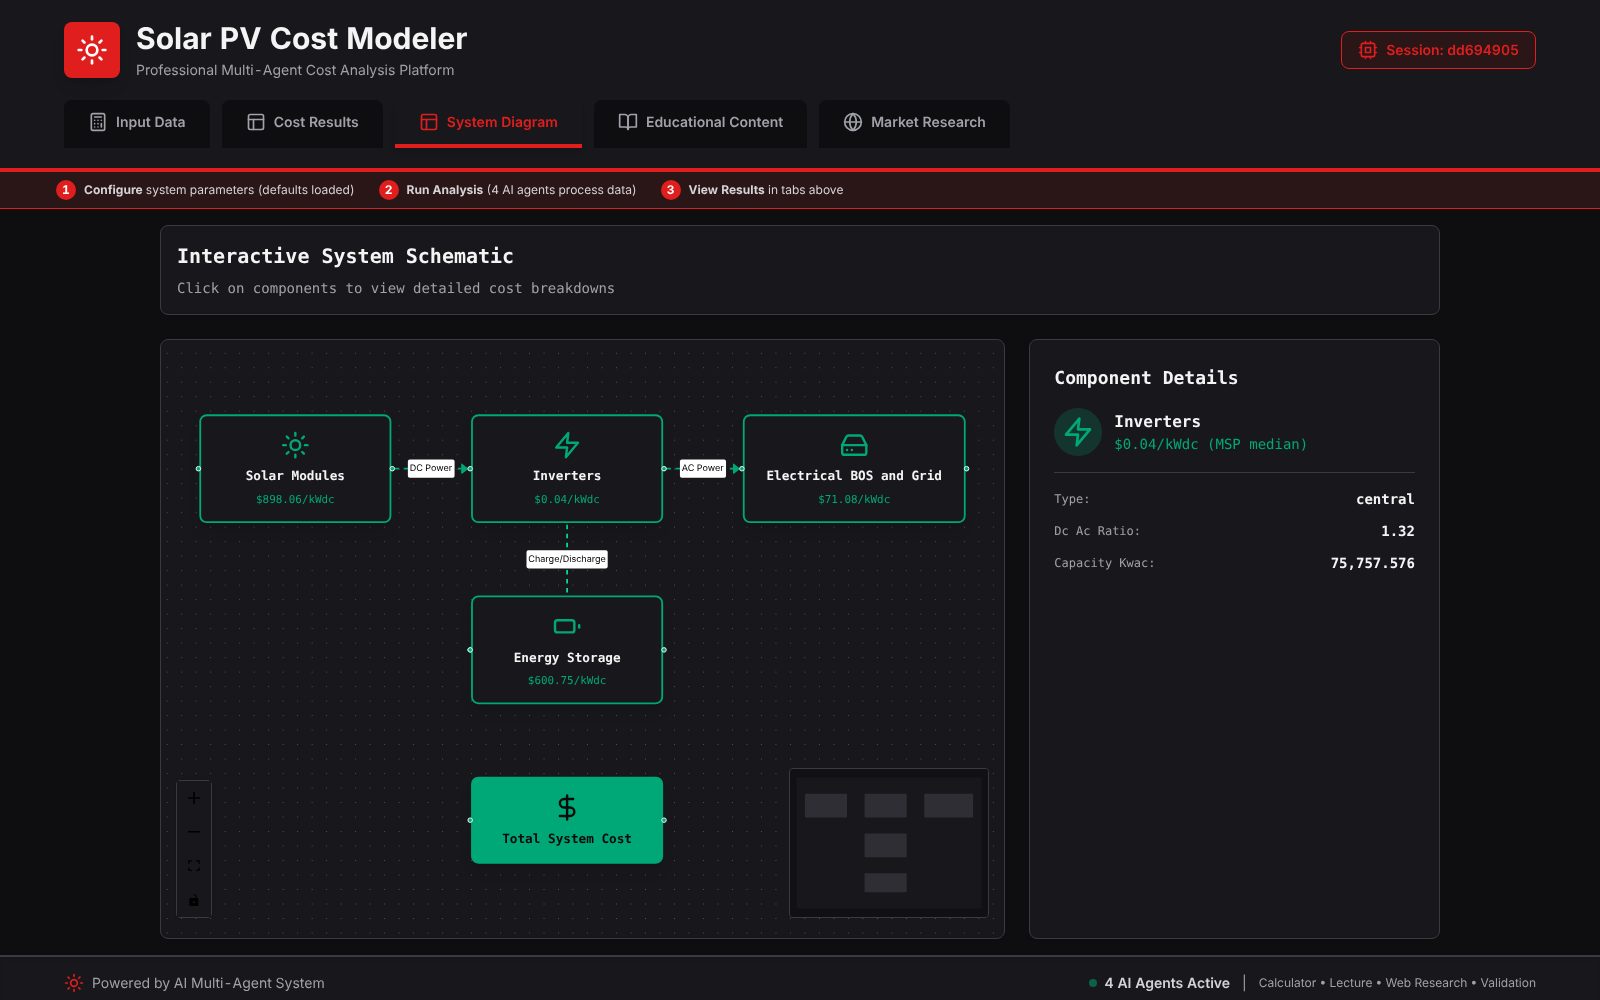 Solar PV Cost Modeler
Professional Multi-Agent Cost Analysis Platform
Session: dd694905
Input Data
Cost Results
System Diagram
Educational Content
Market Research
1 Configure system parameters (defaults loaded)
2 Run Analysis (4 AI agents process data)
3 View Results in tabs above
Interactive System Schematic
Click on components to view detailed cost breakdowns
Solar Modules
$898.06/kWdc
DC Power
Inverters
$0.04/kWdc
AC Power
Electrical BOS and Grid
$71.08/kWdc
Charge/Discharge
Energy Storage
$600.75/kWdc
Total System Cost
Component Details
Inverters
$0.04/kWdc (MSP median)
Type: central
Dc Ac Ratio: 1.32
Capacity Kwac: 75,757.576
Powered by AI Multi-Agent System
4 AI Agents Active
Calculator • Lecture • Web Research • Validation